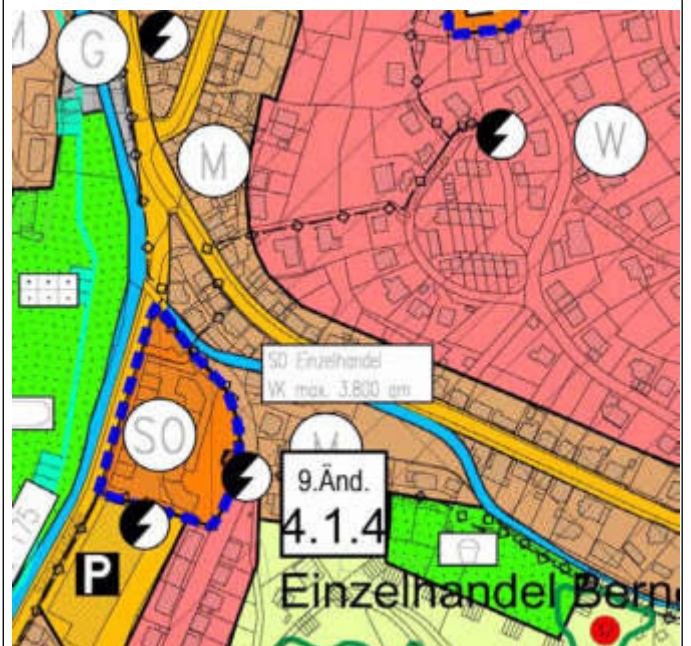 M
G
M
W
SO Einzelhandel
VK max. 3.800 qm
SO
M
9.Änd.
4.1.4
P
Einzelhandel Bern